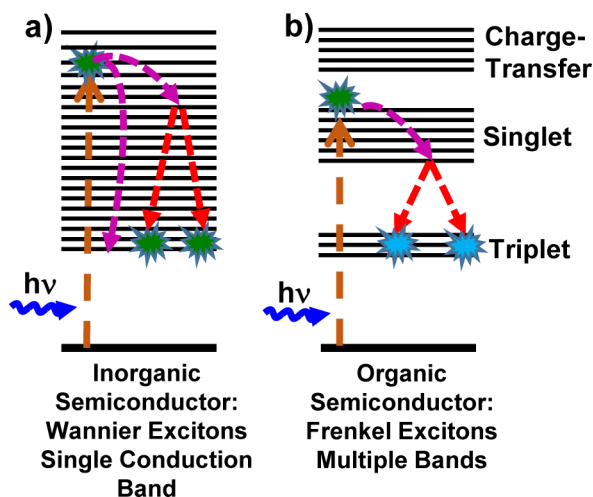 a)
hν
Inorganic
Semiconductor:
Wannier Excitons
Single Conduction
Band
b)
Charge-
Transfer
Singlet
Triplet
hν
Organic
Semiconductor:
Frenkel Excitons
Multiple Bands